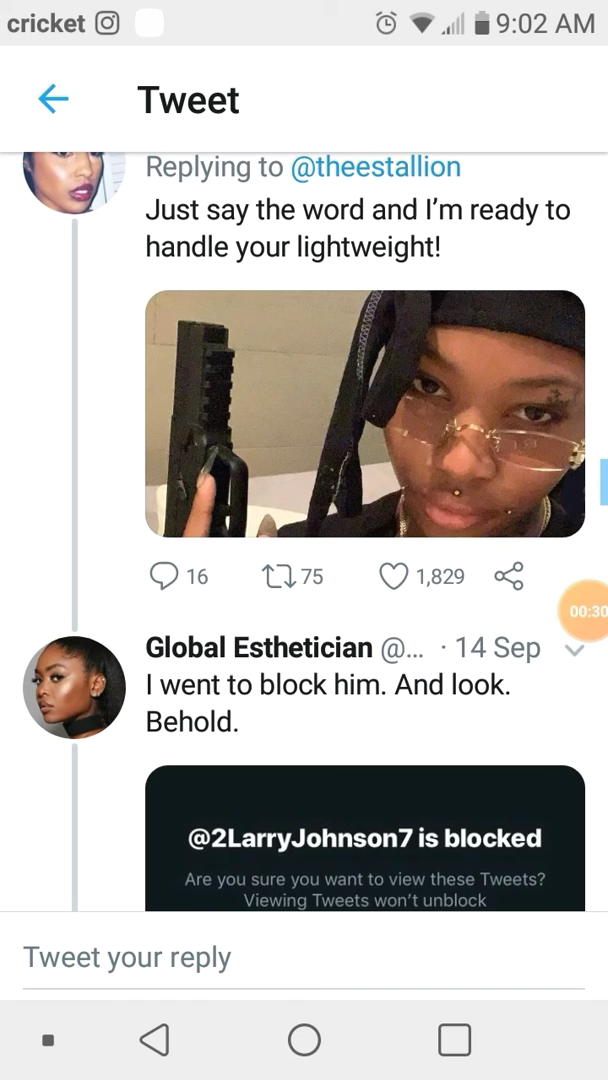 cricket 9:02 AM
Tweet
Replying to @theestallion
Just say the word and I’m ready to
handle your lightweight!
16 75 1,829
00:30
Global Esthetician @... · 14 Sep
I went to block him. And look.
Behold.
@2LarryJohnson7 is blocked
Are you sure you want to view these Tweets?
Viewing Tweets won’t unblock
Tweet your reply